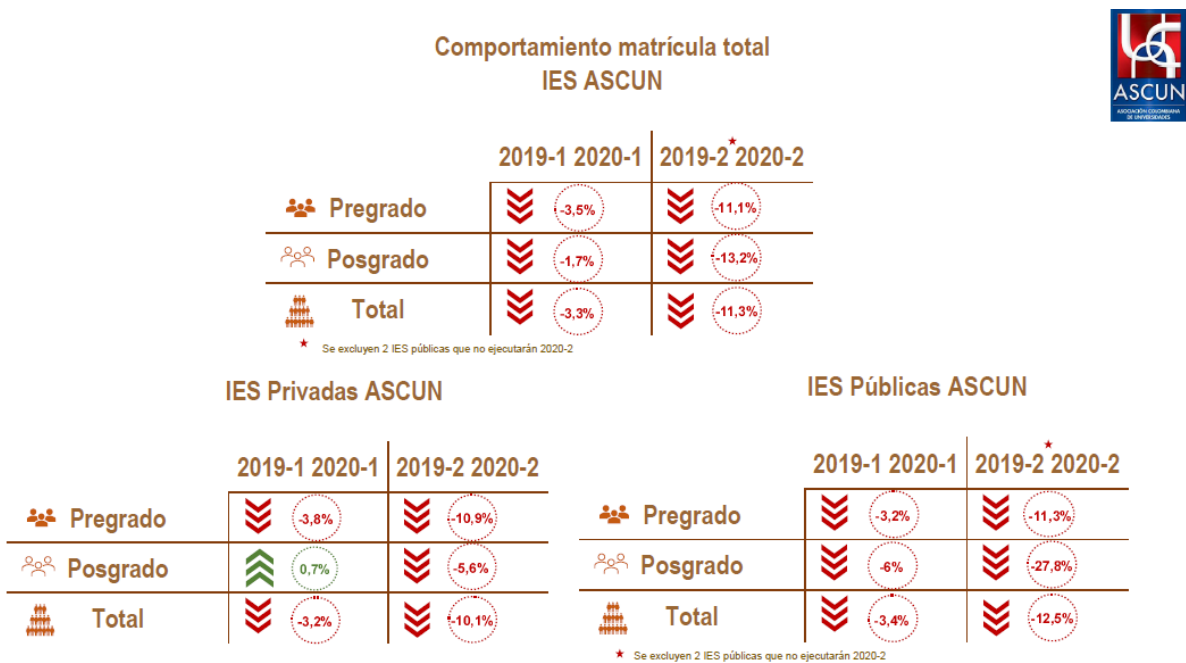 Comportamiento matrícula total
IES ASCUN
ASCUN
ASOCIACIÓN COLOMBIANA
DE UNIVERSIDADES
2019-1 2020-1 2019-2 2020-2
Pregrado -3,5% -11,1%
Posgrado -1,7% -13,2%
Total -3,3% -11,3%
★ Se excluyen 2 IES públicas que no ejecutarán 2020-2
IES Privadas ASCUN
2019-1 2020-1 2019-2 2020-2
Pregrado -3,8% -10,9%
Posgrado 0,7% -5,6%
Total -3,2% -10,1%
IES Públicas ASCUN
2019-1 2020-1 2019-2 2020-2
Pregrado -3,2% -11,3%
Posgrado -6% -27,8%
Total -3,4% -12,5%
★ Se excluyen 2 IES públicas que no ejecutarán 2020-2